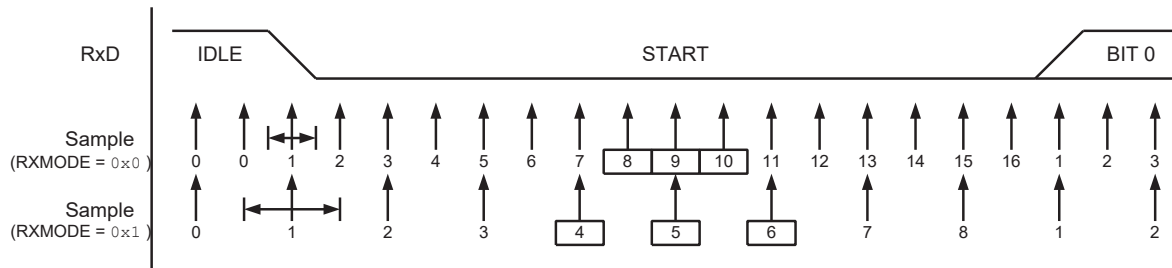 RxD IDLE START BIT 0
Sample
(RXMODE = 0x0 ) 0 0 1 2 3 4 5 6 7 8 9 10 11 12 13 14 15 16 1 2 3
Sample
(RXMODE = 0x1 ) 0 1 2 3 4 5 6 7 8 1 2